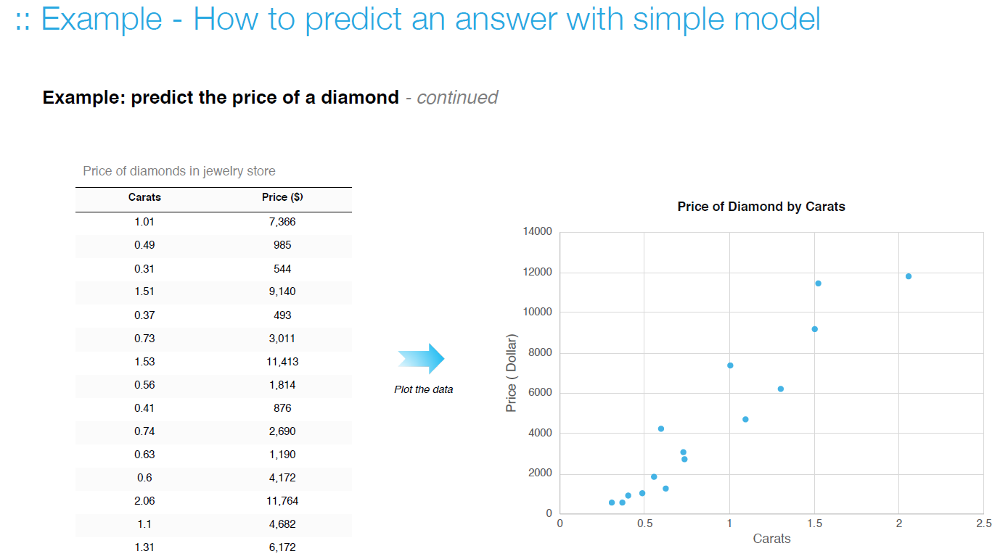 :: Example - How to predict an answer with simple model
Example: predict the price of a diamond - continued
Price of diamonds in jewelry store
Carats Price ($)
1.01 7,366
0.49 985
0.31 544
1.51 9,140
0.37 493
0.73 3,011
1.53 11,413
0.56 1,814
0.41 876
0.74 2,690
0.63 1,190
0.6 4,172
2.06 11,764
1.1 4,682
1.31 6,172
Plot the data
Price of Diamond by Carats
Price ( Dollar)
14000
12000
10000
8000
6000
4000
2000
0
0 0.5 1 1.5 2 2.5
Carats